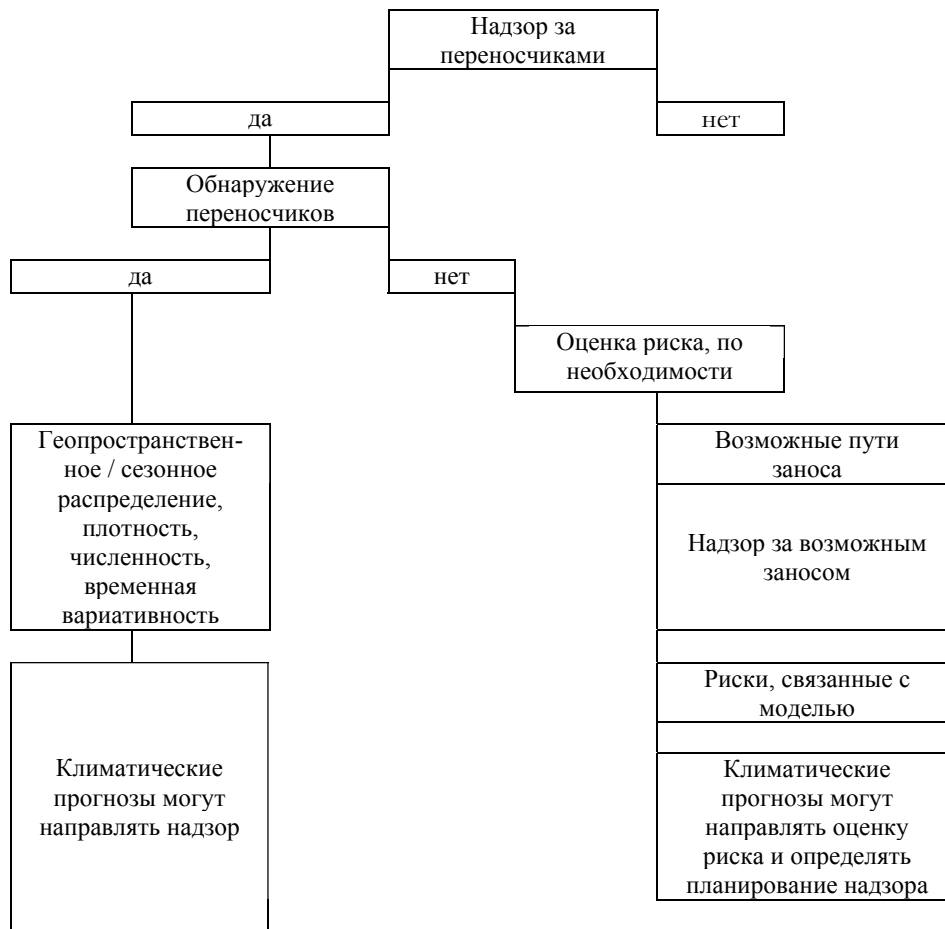 Надзор за
переносчиками
да
нет
Обнаружение
переносчиков
да
нет
Оценка риска, по
необходимости
Геопространствен-
ное / сезонное
распределение,
плотность,
численность,
временная
вариативность
Возможные пути
заноса
Надзор за возможным
заносом
Риски, связанные с
моделью
Климатические
прогнозы могут
направлять надзор
Климатические
прогнозы могут
направлять оценку
риска и определять
планирование надзора